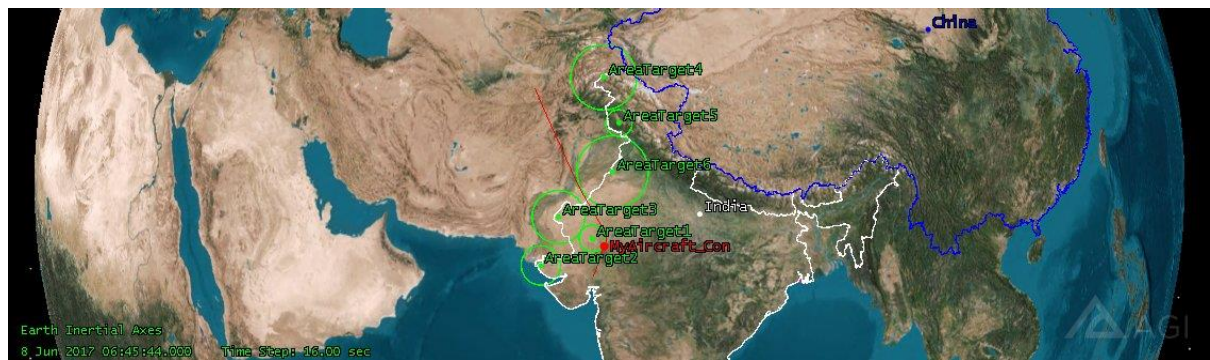 China
AreaTarget4
AreaTarget5
AreaTarget6
India
AreaTarget3
AreaTarget1
MyAircraft_Con
AreaTarget2
Earth Inertial Axes
8 Jun 2017 06:45:44.000 Time Step: 16.00 sec
AGI